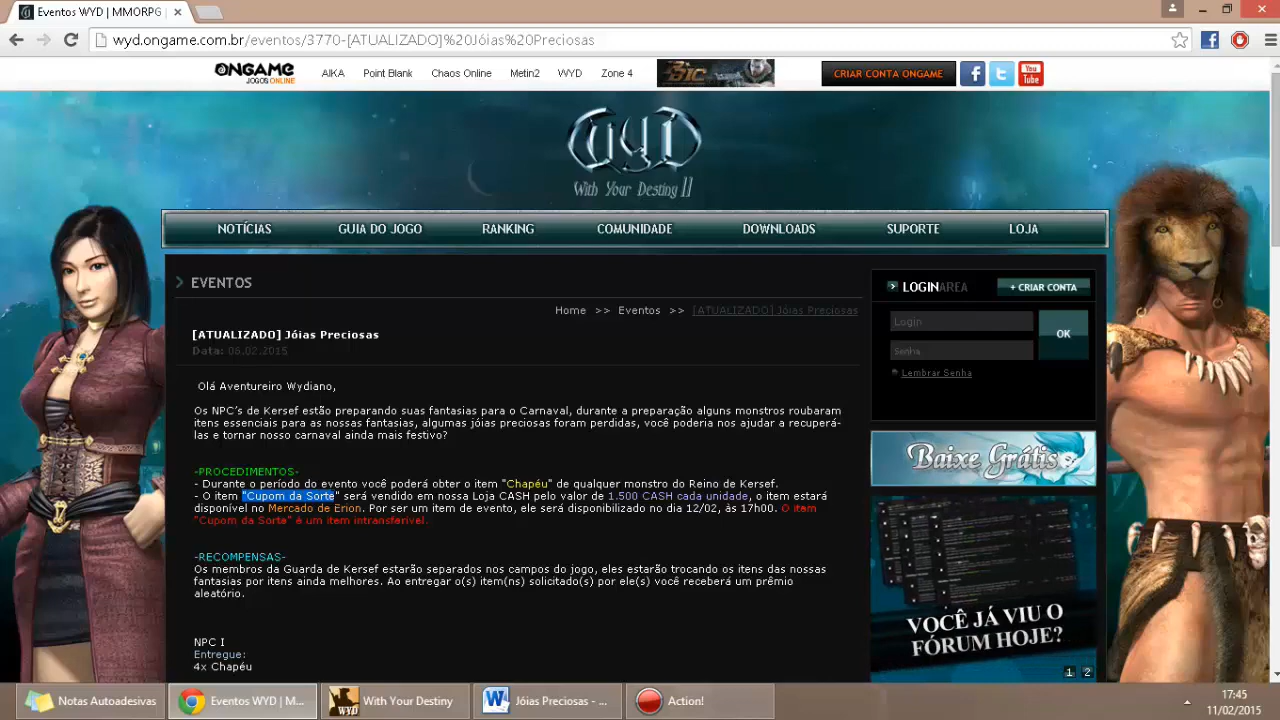 Eventos WYD | MMORPG
wyd.ongame.com.br/eventos/3770-[ATUALIZADO]%20Jóias%20Preciosas
ONGAME
JOGOS ONLINE
AIKA Point Blank Chaos Online Metin2 WYD Zone 4
CRIAR CONTA ONGAME
You Tube
WYD
With Your Destiny II
NOTÍCIAS GUIA DO JOGO RANKING COMUNIDADE DOWNLOADS SUPORTE LOJA
EVENTOS
Home >> Eventos >> [ATUALIZADO] Jóias Preciosas
[ATUALIZADO] Jóias Preciosas
Data: 06.02.2015
Olá Aventureiro Wydiano,
Os NPC's de Kersef estão preparando suas fantasias para o Carnaval, durante a preparação alguns monstros roubaram
itens essenciais para as nossas fantasias, algumas jóias preciosas foram perdidas, você poderia nos ajudar a recuperá-
las e tornar nosso carnaval ainda mais festivo?
-PROCEDIMENTOS-
- Durante o período do evento você poderá obter o item "Chapéu" de qualquer monstro do Reino de Kersef.
- O item "Cupom da Sorte" será vendido em nossa Loja CASH pelo valor de 1.500 CASH cada unidade, o item estará
disponível no Mercado de Erion. Por ser um item de evento, ele será disponibilizado no dia 12/02, às 17h00. O item
"Cupom da Sorte" é um item intransferível.
-RECOMPENSAS-
Os membros da Guarda de Kersef estarão separados nos campos do jogo, eles estarão trocando os itens das nossas
fantasias por itens ainda melhores. Ao entregar o(s) item(ns) solicitado(s) por ele(s) você receberá um prêmio
aleatório.
NPC I
Entregue:
4x Chapéu
LOGINAREA
+ CRIAR CONTA
Login
Senha
OK
Lembrar Senha
Baixe Grátis
VOCÊ JÁ VIU O
FÓRUM HOJE?
1 2
Notas Autoadesivas
Eventos WYD | M...
With Your Destiny
Jóias Preciosas - ...
Action!
17:45
11/02/2015